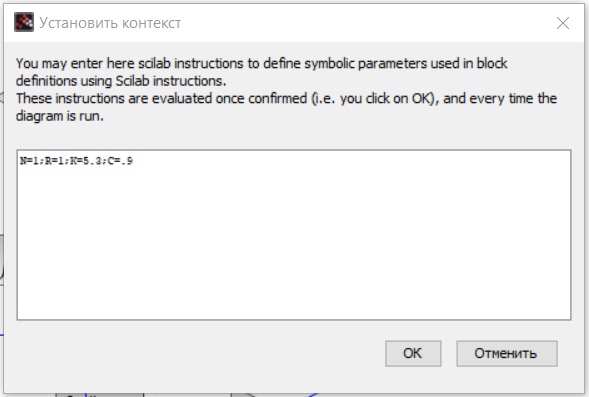 Установить контекст
You may enter here scilab instructions to define symbolic parameters used in block
definitions using Scilab instructions.
These instructions are evaluated once confirmed (i.e. you click on OK), and every time the
diagram is run.
N=1;R=1;K=5.3;C=.9
OK
Отменить